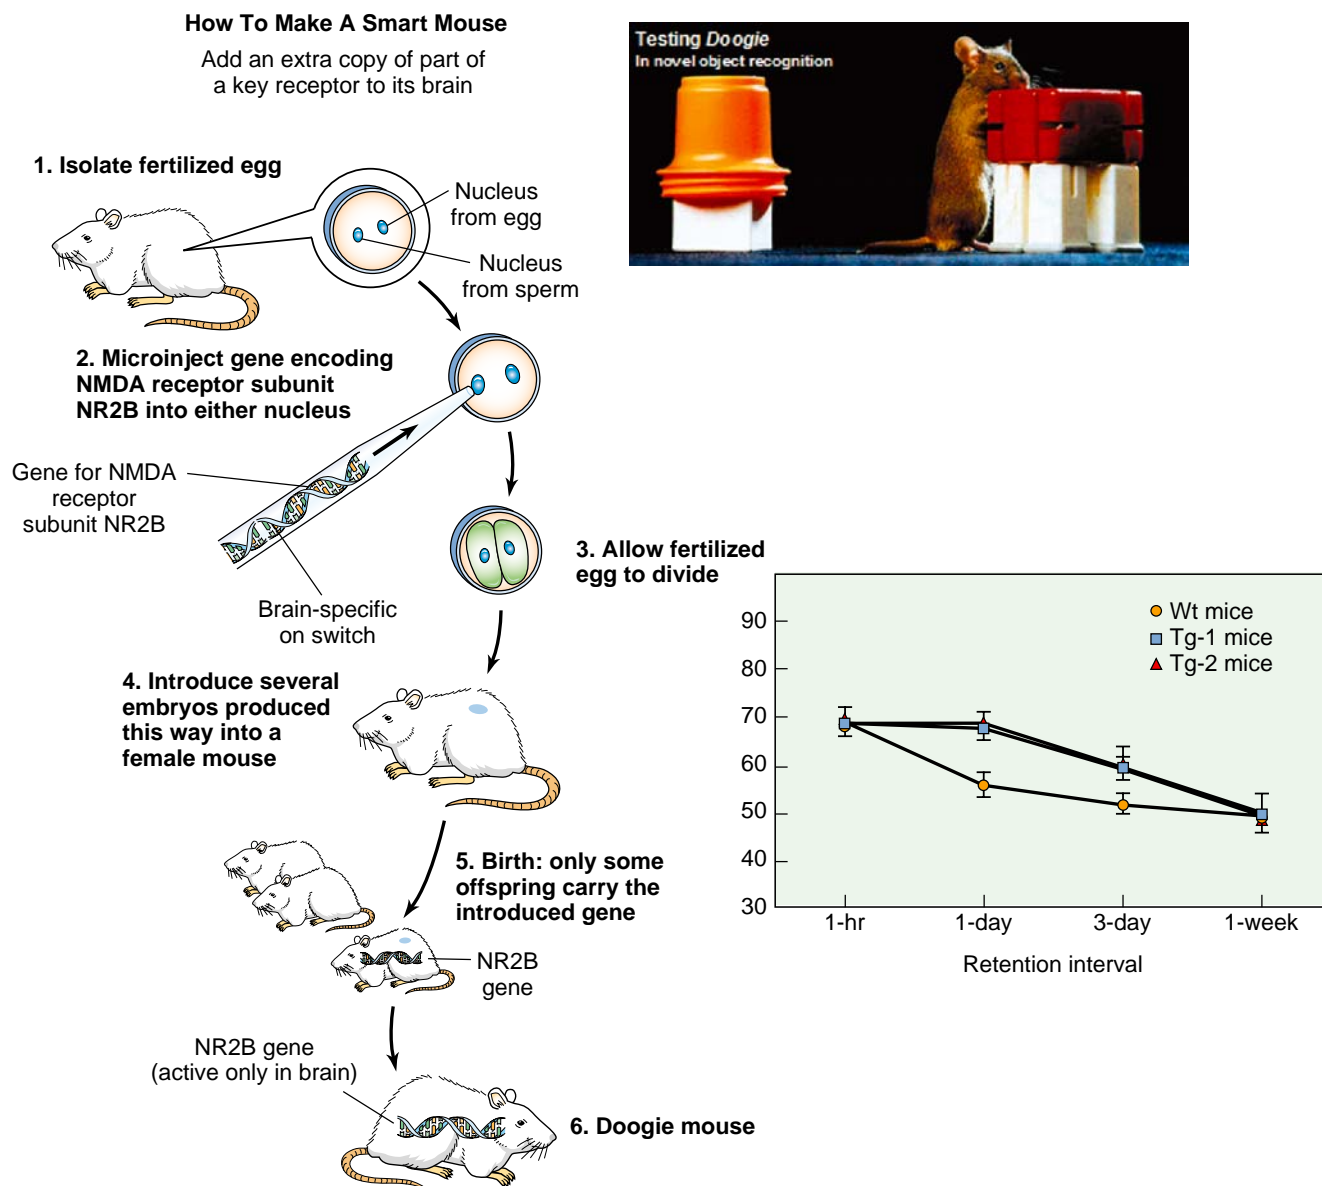 How To Make A Smart Mouse
Add an extra copy of part of
a key receptor to its brain
Testing Doogie
In novel object recognition
1. Isolate fertilized egg
Nucleus
from egg
Nucleus
from sperm
2. Microinject gene encoding
NMDA receptor subunit
NR2B into either nucleus
Gene for NMDA
receptor
subunit NR2B
Brain-specific
on switch
3. Allow fertilized
egg to divide
4. Introduce several
embryos produced
this way into a
female mouse
5. Birth: only some
offspring carry the
introduced gene
NR2B
gene
NR2B gene
(active only in brain)
6. Doogie mouse
Wt mice
Tg-1 mice
Tg-2 mice
90
80
70
60
50
40
30
1-hr 1-day 3-day 1-week
Retention interval